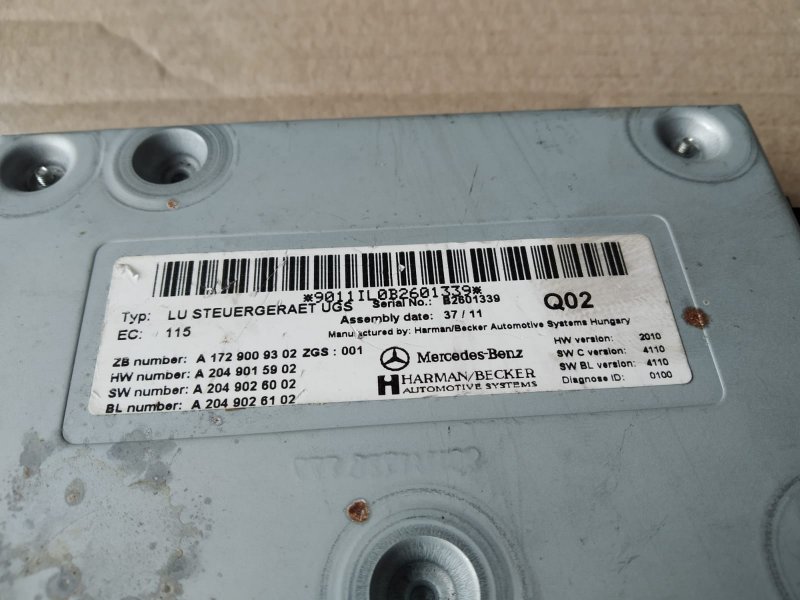 *9011IL0B2601339*
Typ: LU STEUERGERAET UGS Serial No.: B2601339 Q02
EC: 115 Assembly date: 37 / 11
Manufactured by: Harman/Becker Automotive Systems Hungary
ZB number: A 172 900 93 02 ZGS : 001
HW number: A 204 901 59 02
SW number: A 204 902 60 02
BL number: A 204 902 61 02
Mercedes-Benz
HARMAN/BECKER
AUTOMOTIVE SYSTEMS
HW version: 2010
SW C version: 4110
SW BL version: 4110
Diagnose ID: 0100